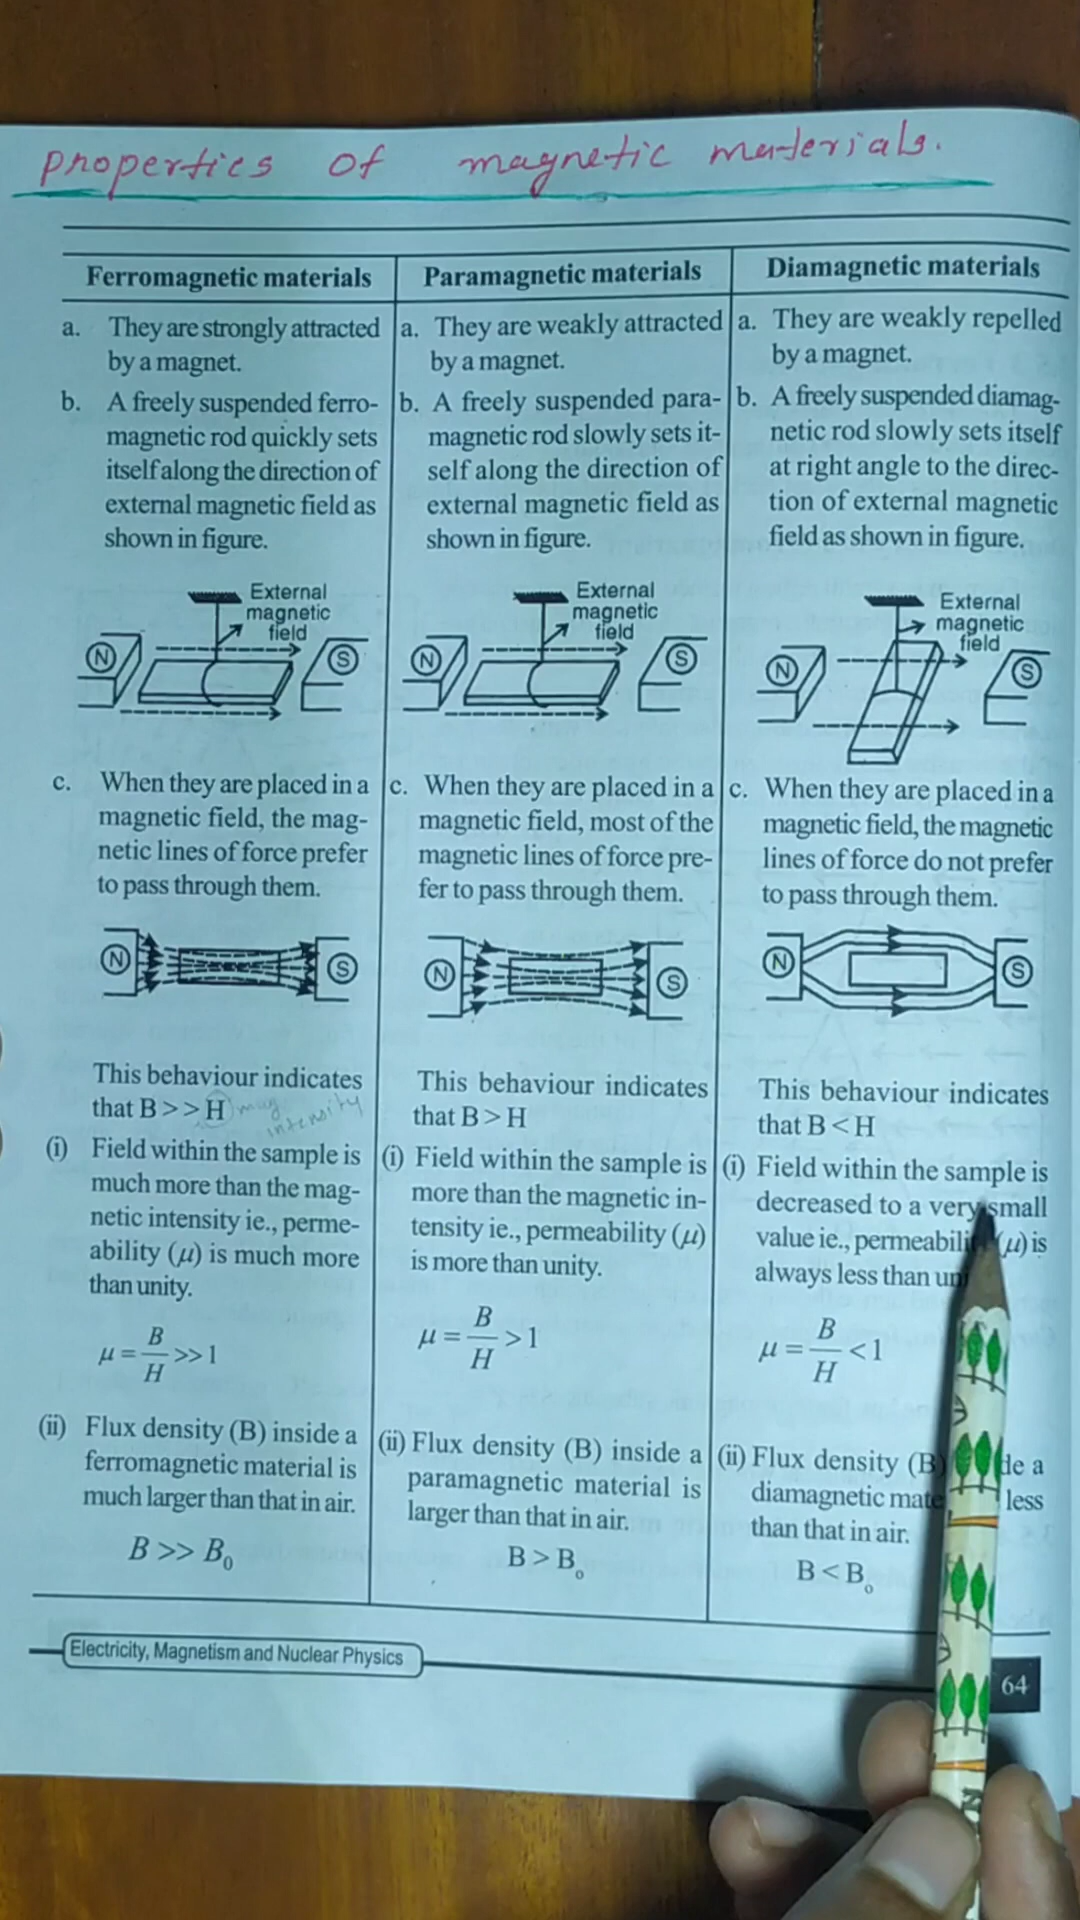 properties of magnetic materials.
Ferromagnetic materials
a. They are strongly attracted
by a magnet.
b. A freely suspended ferro-
magnetic rod quickly sets
itself along the direction of
external magnetic field as
shown in figure.
External
magnetic
field
N
S
c. When they are placed in a
magnetic field, the mag-
netic lines of force prefer
to pass through them.
N
S
This behaviour indicates
that B>>H mag
intensity
(i) Field within the sample is
much more than the mag-
netic intensity ie., perme-
ability (μ) is much more
than unity.
μ = B/H >> 1
(ii) Flux density (B) inside a
ferromagnetic material is
much larger than that in air.
B >> B₀
Paramagnetic materials
a. They are weakly attracted
by a magnet.
b. A freely suspended para-
magnetic rod slowly sets it-
self along the direction of
external magnetic field as
shown in figure.
External
magnetic
field
N
S
c. When they are placed in a
magnetic field, most of the
magnetic lines of force pre-
fer to pass through them.
N
S
This behaviour indicates
that B > H
(i) Field within the sample is
more than the magnetic in-
tensity ie., permeability (μ)
is more than unity.
μ = B/H > 1
(ii) Flux density (B) inside a
paramagnetic material is
larger than that in air.
B > B₀
Diamagnetic materials
a. They are weakly repelled
by a magnet.
b. A freely suspended diamag-
netic rod slowly sets itself
at right angle to the direc-
tion of external magnetic
field as shown in figure.
External
magnetic
field
N
S
c. When they are placed in a
magnetic field, the magnetic
lines of force do not prefer
to pass through them.
N
S
This behaviour indicates
that B < H
(i) Field within the sample is
decreased to a very small
value ie., (μ) is
always less than
μ = B/H < 1
(ii) Flux density (B) a
diamagnetic less
than that in air.
B < B₀
Electricity, Magnetism and Nuclear Physics
64